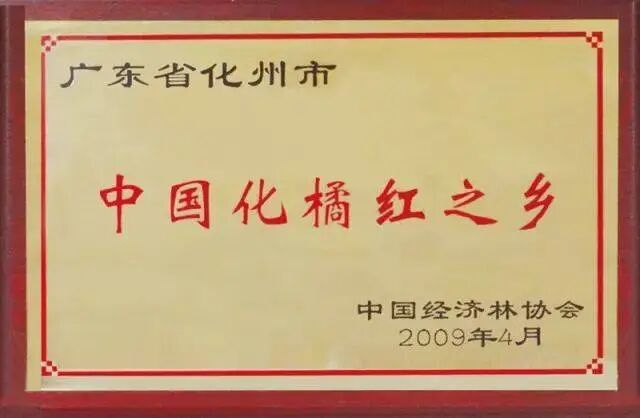 广东省化州市
中国化橘红之乡
中国经济林协会
2009年4月